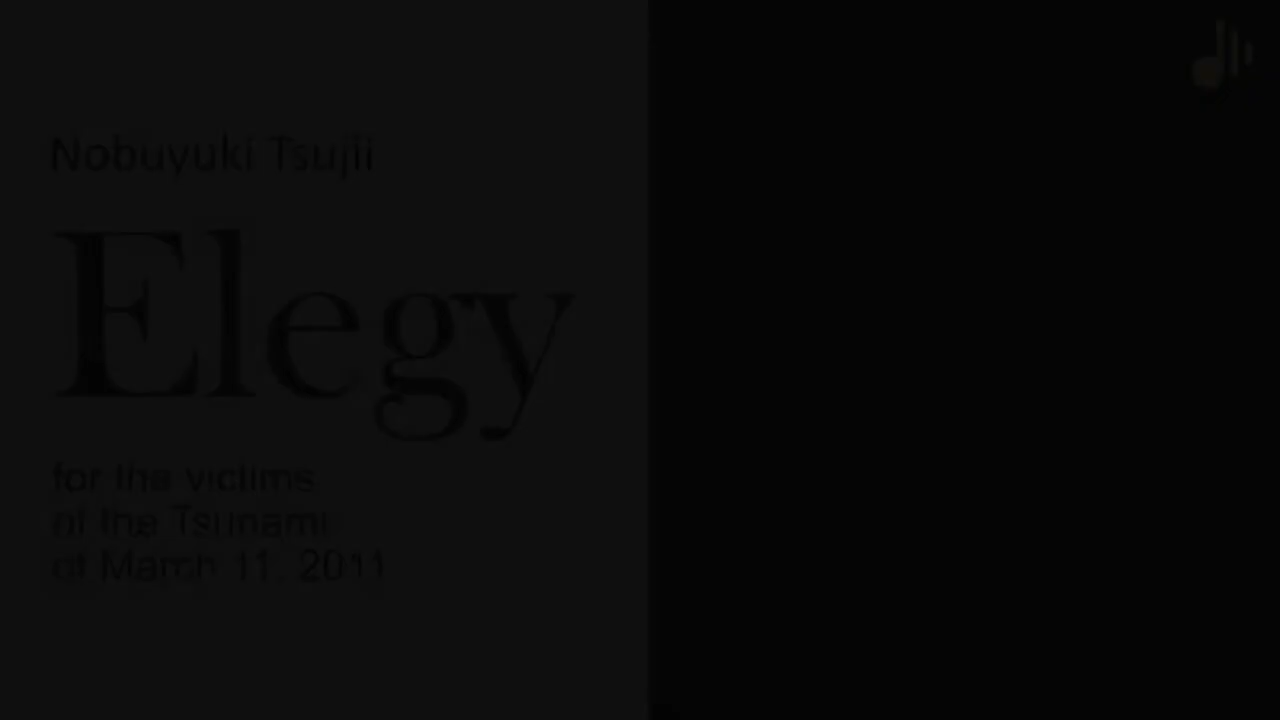 Nobuyuki Tsujii
Elegy
for the victims
of the Tsunami
of March 11, 2011